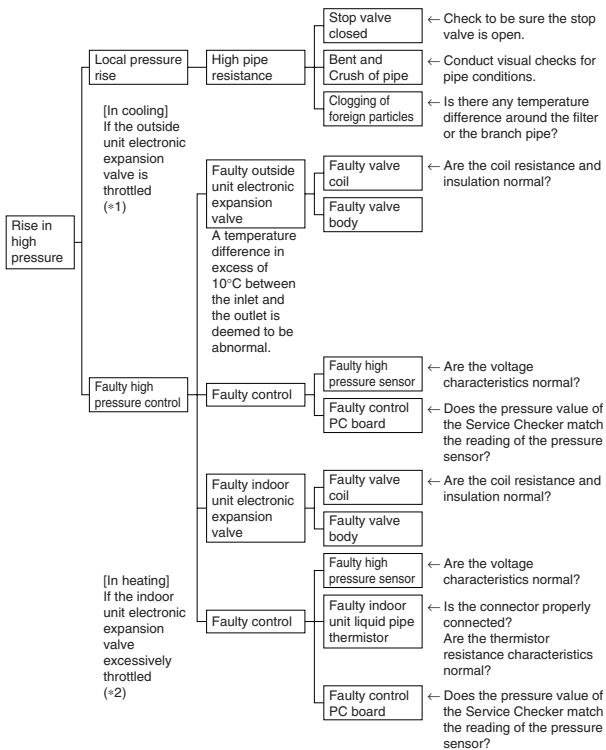 Rise in
high
pressure
Local pressure
rise
High pipe
resistance
Stop valve
closed
← Check to be sure the stop
valve is open.
Bent and
Crush of pipe
← Conduct visual checks for
pipe conditions.
Clogging of
foreign particles
← Is there any temperature
difference around the filter
or the branch pipe?
[In cooling]
If the outside
unit electronic
expansion
valve is
throttled
(*1)
Faulty high
pressure control
Faulty outside
unit electronic
expansion
valve
A temperature
difference in
excess of
10°C between
the inlet and
the outlet is
deemed to be
abnormal.
Faulty valve
coil
← Are the coil resistance and
insulation normal?
Faulty valve
body
Faulty control
Faulty high
pressure sensor
← Are the voltage
characteristics normal?
Faulty control
PC board
← Does the pressure value of
the Service Checker match
the reading of the pressure
sensor?
[In heating]
If the indoor
unit electronic
expansion
valve
excessively
throttled
(*2)
Faulty indoor
unit electronic
expansion
valve
Faulty valve
coil
← Are the coil resistance and
insulation normal?
Faulty valve
body
Faulty control
Faulty high
pressure sensor
← Are the voltage
characteristics normal?
Faulty indoor
unit liquid pipe
thermistor
← Is the connector properly
connected?
Are the thermistor
resistance characteristics
normal?
Faulty control
PC board
← Does the pressure value of
the Service Checker match
the reading of the pressure
sensor?